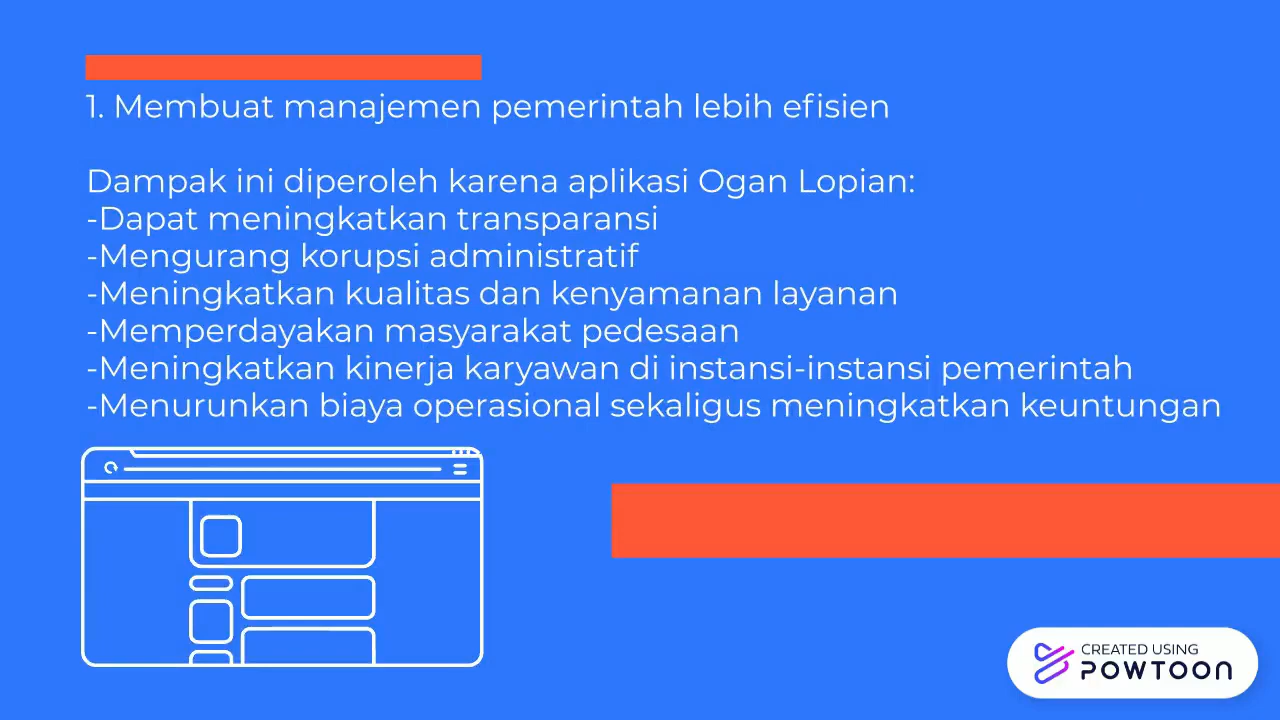 1. Membuat manajemen pemerintah lebih efisien
Dampak ini diperoleh karena aplikasi Ogan Lopian:
-Dapat meningkatkan transparansi
-Mengurang korupsi administratif
-Meningkatkan kualitas dan kenyamanan layanan
-Memperdayakan masyarakat pedesaan
-Meningkatkan kinerja karyawan di instansi-instansi pemerintah
-Menurunkan biaya operasional sekaligus meningkatkan keuntungan
CREATED USING
POWTOON